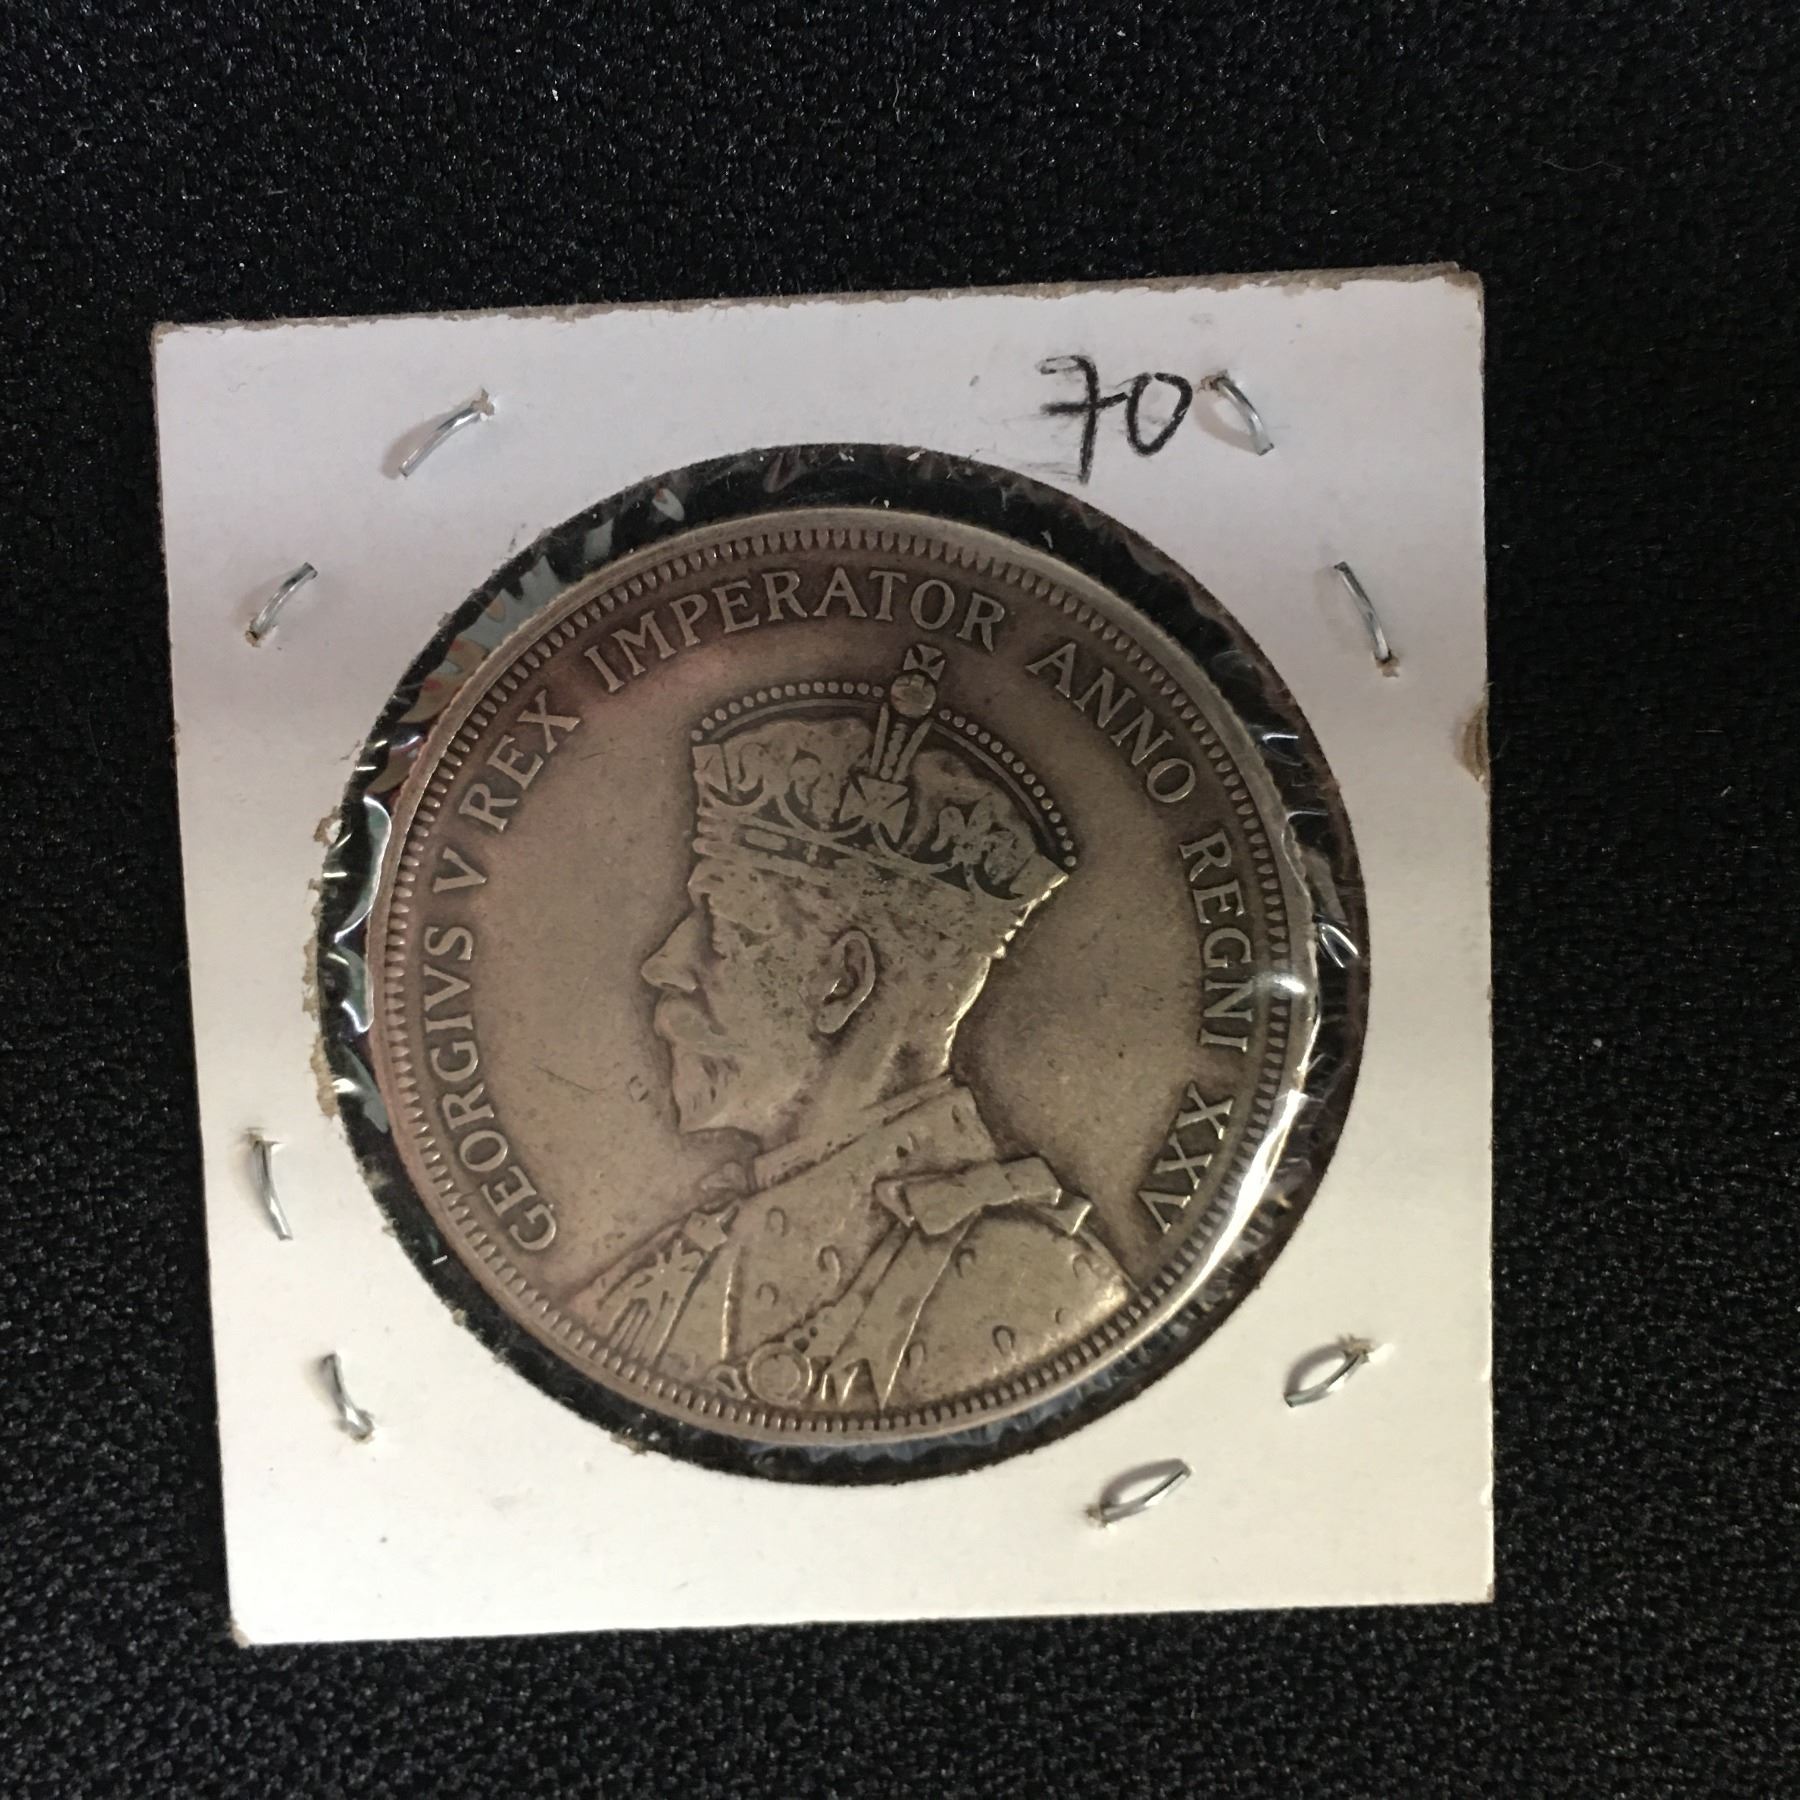 70
GEORGIVS V REX IMPERATOR ANNO REGNI XXV